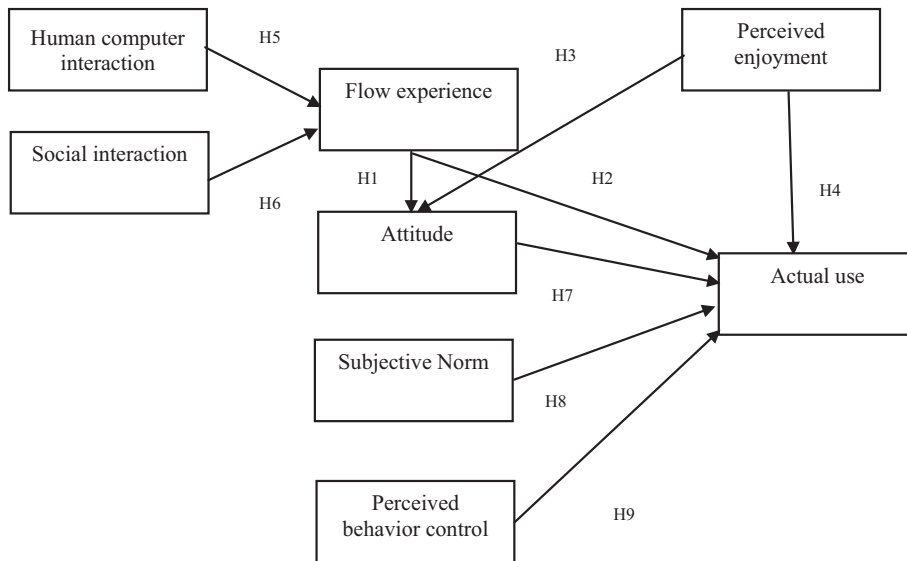 Human computer
interaction
H5
Perceived
enjoyment
H3
Flow experience
Social interaction
H6
H1
H2
H4
Attitude
Actual use
H7
Subjective Norm
H8
Perceived
behavior control
H9